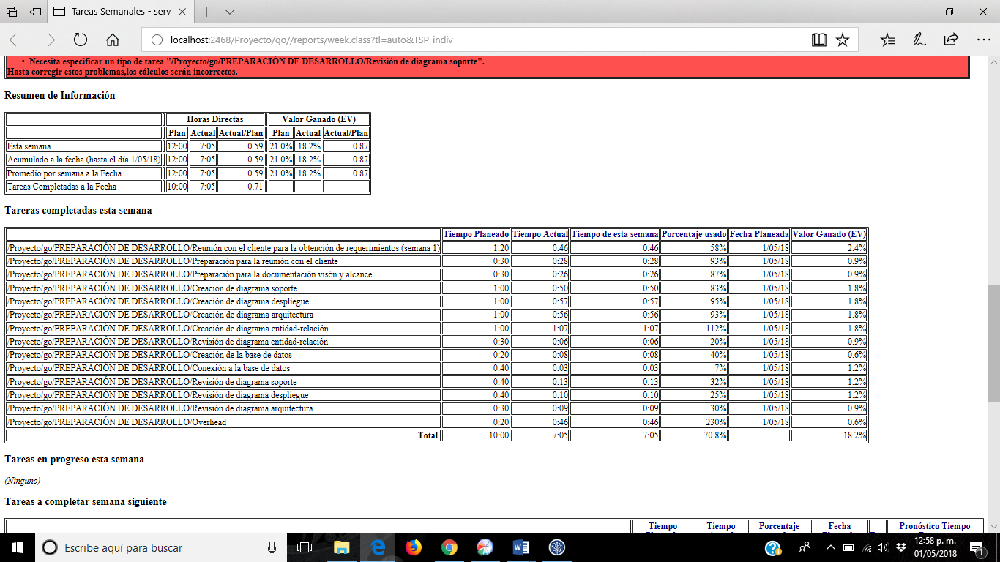 Tareas Semanales - serv
localhost:2468/Proyecto/go//reports/week.class?tl=auto&TSP-indiv
• Necesita especificar un tipo de tarea "/Proyecto/go/PREPARACIÓN DE DESARROLLO/Revisión de diagrama soporte".
Hasta corregir estos problemas,los cálculos serán incorrectos.
Resumen de Información
Horas Directas Valor Ganado (EV)
Plan Actual Actual/Plan Plan Actual Actual/Plan
Esta semana 12:00 7:05 0.59 21.0% 18.2% 0.87
Acumulado a la fecha (hasta el día 1/05/18) 12:00 7:05 0.59 21.0% 18.2% 0.87
Promedio por semana a la Fecha 12:00 7:05 0.59 21.0% 18.2% 0.87
Tareas Completadas a la Fecha 10:00 7:05 0.71
Tareras completadas esta semana
Tiempo Planeado Tiempo Actual Tiempo de esta semana Porcentaje usado Fecha Planeada Valor Ganado (EV)
/Proyecto/go/PREPARACIÓN DE DESARROLLO/Reunión con el cliente para la obtención de requerimientos (semana 1) 1:20 0:46 0:46 58% 1/05/18 2.4%
/Proyecto/go/PREPARACIÓN DE DESARROLLO/Preparación para la reunión con el cliente 0:30 0:28 0:28 93% 1/05/18 0.9%
/Proyecto/go/PREPARACIÓN DE DESARROLLO/Preparación para la documentación visón y alcance 0:30 0:26 0:26 87% 1/05/18 0.9%
/Proyecto/go/PREPARACIÓN DE DESARROLLO/Creación de diagrama soporte 1:00 0:50 0:50 83% 1/05/18 1.8%
/Proyecto/go/PREPARACIÓN DE DESARROLLO/Creación de diagrama despliegue 1:00 0:57 0:57 95% 1/05/18 1.8%
/Proyecto/go/PREPARACIÓN DE DESARROLLO/Creación de diagrama arquitectura 1:00 0:56 0:56 93% 1/05/18 1.8%
/Proyecto/go/PREPARACIÓN DE DESARROLLO/Creación de diagrama entidad-relación 1:00 1:07 1:07 112% 1/05/18 1.8%
/Proyecto/go/PREPARACIÓN DE DESARROLLO/Revisión de diagrama entidad-relación 0:30 0:06 0:06 20% 1/05/18 0.9%
/Proyecto/go/PREPARACIÓN DE DESARROLLO/Creación de la base de datos 0:20 0:08 0:08 40% 1/05/18 0.6%
/Proyecto/go/PREPARACIÓN DE DESARROLLO/Conexión a la base de datos 0:40 0:03 0:03 7% 1/05/18 1.2%
/Proyecto/go/PREPARACIÓN DE DESARROLLO/Revisión de diagrama soporte 0:40 0:13 0:13 32% 1/05/18 1.2%
/Proyecto/go/PREPARACIÓN DE DESARROLLO/Revisión de diagrama despliegue 0:40 0:10 0:10 25% 1/05/18 1.2%
/Proyecto/go/PREPARACIÓN DE DESARROLLO/Revisión de diagrama arquitectura 0:30 0:09 0:09 30% 1/05/18 0.9%
/Proyecto/go/PREPARACIÓN DE DESARROLLO/Overhead 0:20 0:46 0:46 230% 1/05/18 0.6%
Total 10:00 7:05 7:05 70.8% 18.2%
Tareas en progreso esta semana
(Ninguno)
Tareas a completar semana siguiente
Tiempo Tiempo Porcentaje Fecha Pronóstico Tiempo
Escribe aquí para buscar
12:58 p. m.
01/05/2018
1